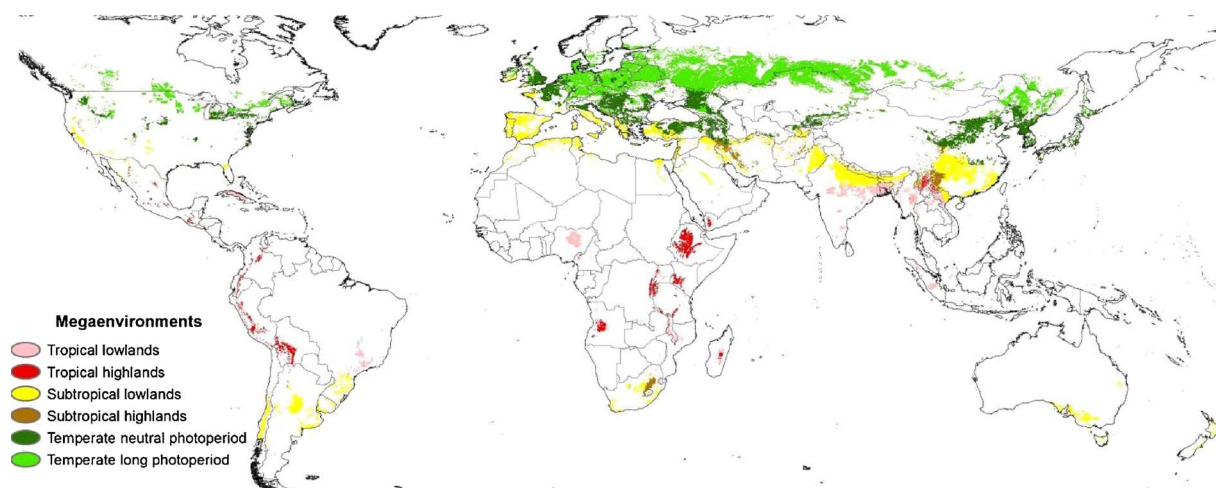 Megaenvironments
Tropical lowlands
Tropical highlands
Subtropical lowlands
Subtropical highlands
Temperate neutral photoperiod
Temperate long photoperiod